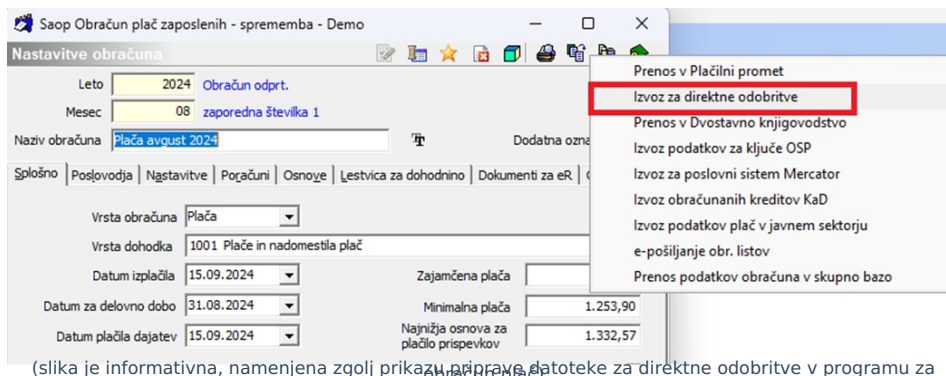 Saop Obračun plač zaposlenih - sprememba - Demo
Nastavitve obračuna
Leto 2024 Obračun odprt.
Mesec 08 zaporedna številka 1
Naziv obračuna Plača avgust 2024 Dodatna ozna
Splošno Poslovodja Nastavitve Poračuni Osnove Lestvica za dohodnino Dokumenti za eR
Vrsta obračuna Plača
Vrsta dohodka 1001 Plače in nadomestila plač
Datum izplačila 15.09.2024 Zajamčena plača
Datum za delovno dobo 31.08.2024 Minimalna plača 1.253,90
Datum plačila dajatev 15.09.2024 Najnižja osnova za plačilo prispevkov 1.332,57
Prenos v Plačilni promet
Izvoz za direktne odobritve
Prenos v Dvostavno knjigovodstvo
Izvoz podatkov za ključe OSP
Izvoz za poslovni sistem Mercator
Izvoz obračunanih kreditov KaD
Izvoz podatkov plač v javnem sektorju
e-pošiljanje obr. listov
Prenos podatkov obračuna v skupno bazo
(slika je informativna, namenjena zgolj prikazu priprave datoteke za direktne odobritve v programu za
obračun plač)